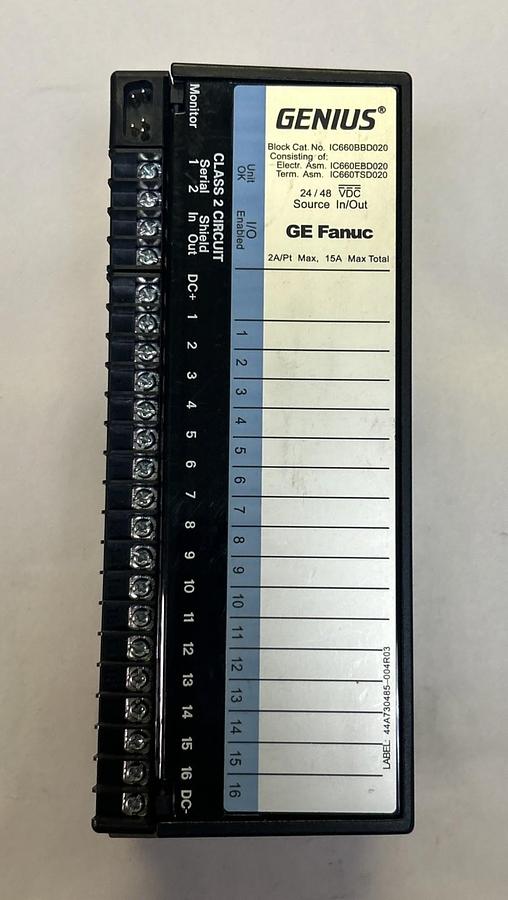 GENIUS®
Block Cat. No. IC660BBD020
Consisting of:
Electr. Asm. IC660EBD020
Term. Asm. IC660TSD020
24 / 48 VDC
Source In/Out
GE Fanuc
2A/Pt Max, 15A Max Total
Monitor
CLASS 2 CIRCUIT
Serial Shield
1 2 In Out
DC+
1
2
3
4
5
6
7
8
9
10
11
12
13
14
15
16
DC-
Unit
OK
I/O
Enabled
1
2
3
4
5
6
7
8
9
10
11
12
13
14
15
16
LABEL: 44A730485-004R03